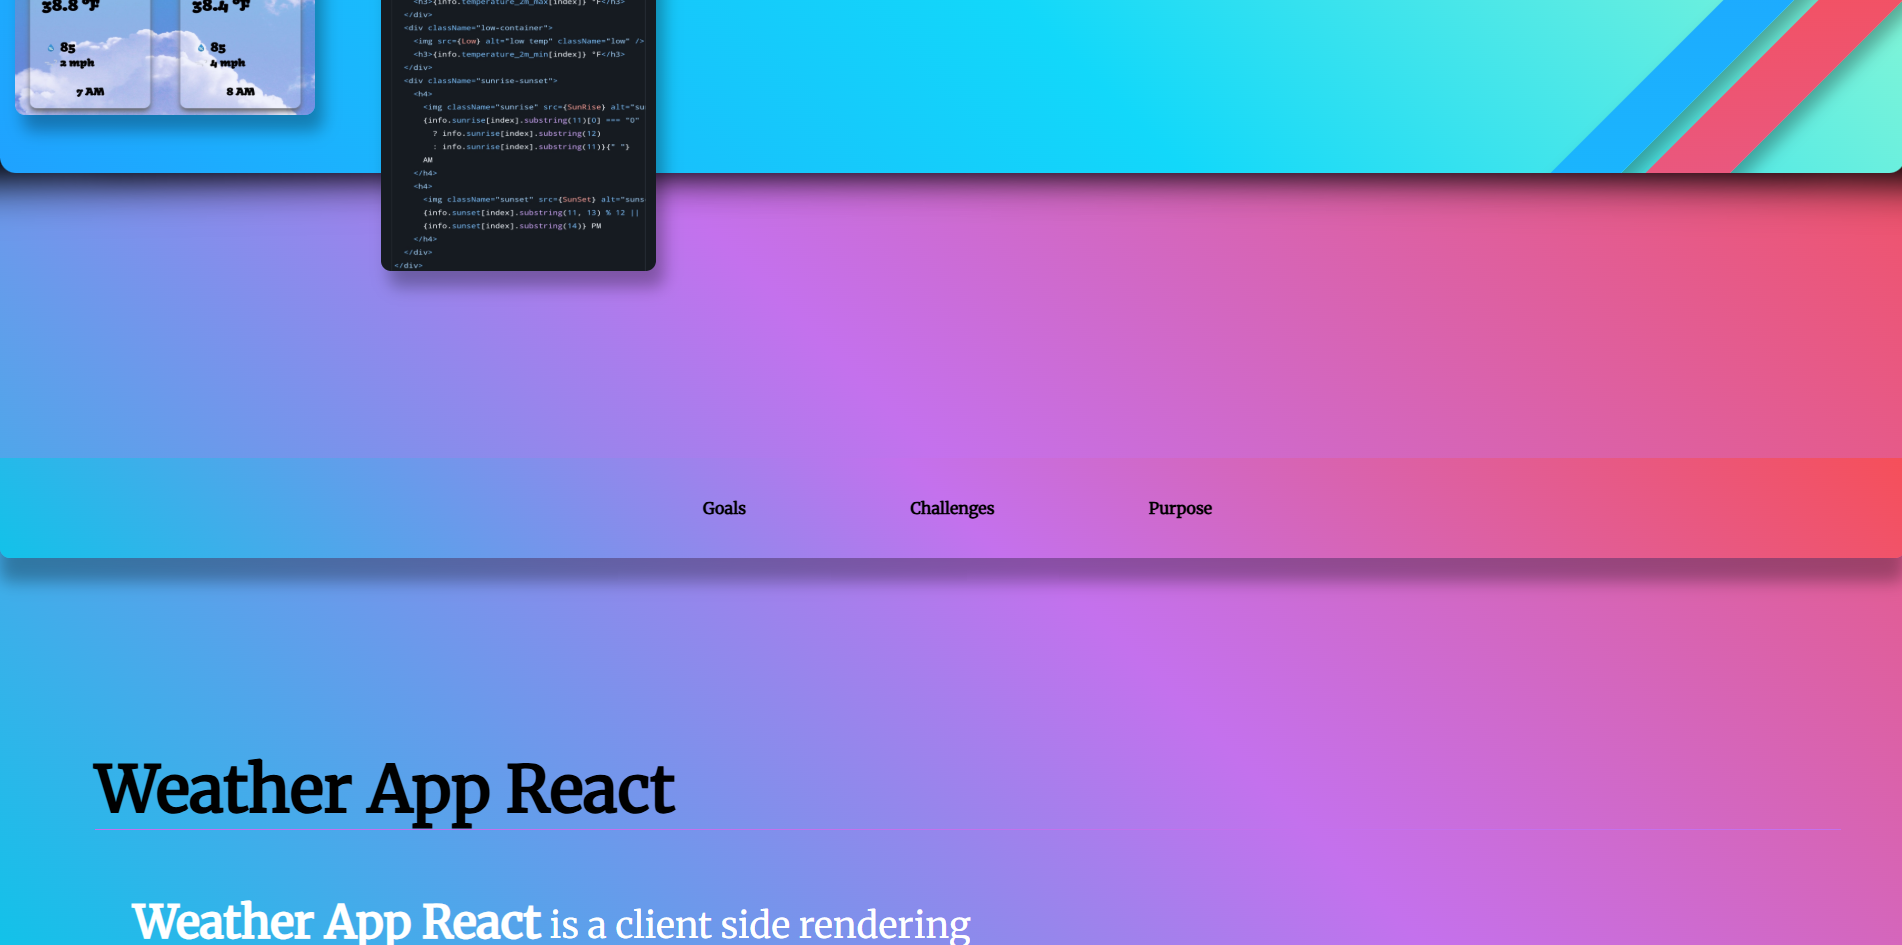 38.8 °F
38.4 °F
85
2 mph
7 AM
85
4 mph
8 AM
<h3>{info.temperature_2m_max[index]} °F</h3>
</div>
<div className="low-container">
<img src={Low} alt="low temp" className="low" />
<h3>{info.temperature_2m_min[index]} °F</h3>
</div>
<div className="sunrise-sunset">
<h4>
<img className="sunrise" src={SunRise} alt="su
{info.sunrise[index].substring(11)[0] === "0"
? info.sunrise[index].substring(12)
: info.sunrise[index].substring(11)}{" "}
AM
</h4>
<h4>
<img className="sunset" src={SunSet} alt="suns
{info.sunset[index].substring(11, 13) % 12 ||
{info.sunset[index].substring(14)} PM
</h4>
</div>
</div>
Goals
Challenges
Purpose
Weather App React
Weather App React is a client side rendering